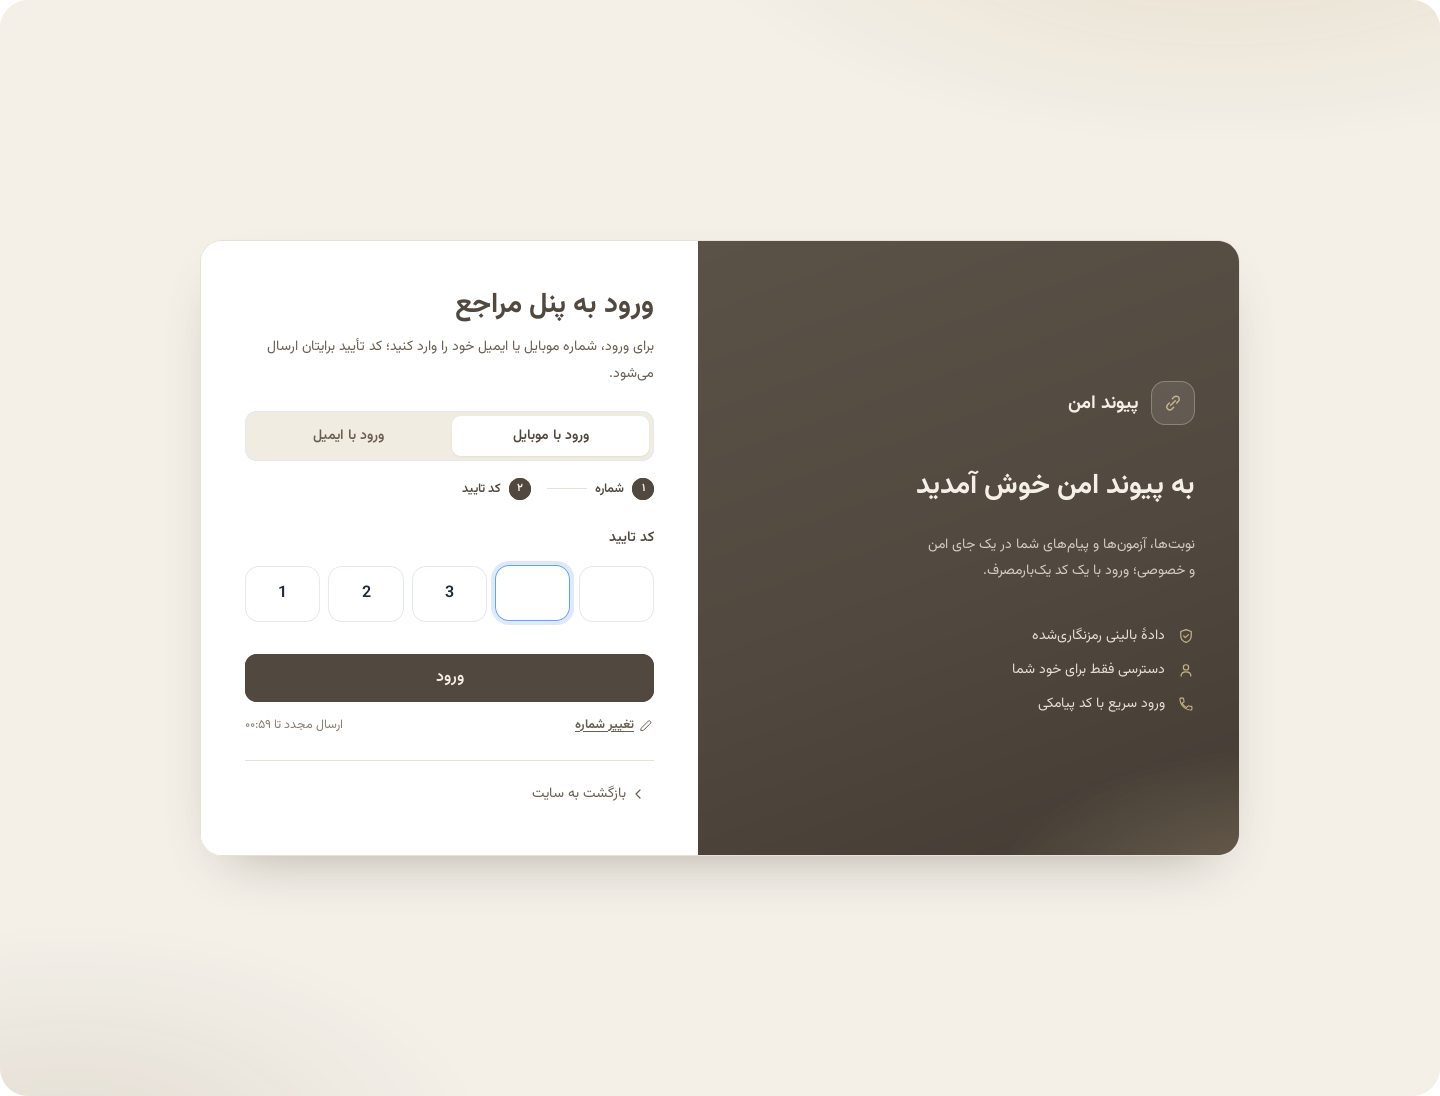 پیوند امن
به پیوند امن خوش آمدید
نوبت‌ها، آزمون‌ها و پیام‌های شما در یک جای امن
و خصوصی؛ ورود با یک کد یک‌بارمصرف.
دادهٔ بالینی رمزنگاری‌شده
دسترسی فقط برای خود شما
ورود سریع با کد پیامکی
ورود به پنل مراجع
برای ورود، شماره موبایل یا ایمیل خود را وارد کنید؛ کد تأیید برایتان ارسال
می‌شود.
ورود با موبایل ورود با ایمیل
۱ شماره ۲ کد تایید
کد تایید
1 2 3
ورود
تغییر شماره ارسال مجدد تا ۰۰:۵۹
بازگشت به سایت